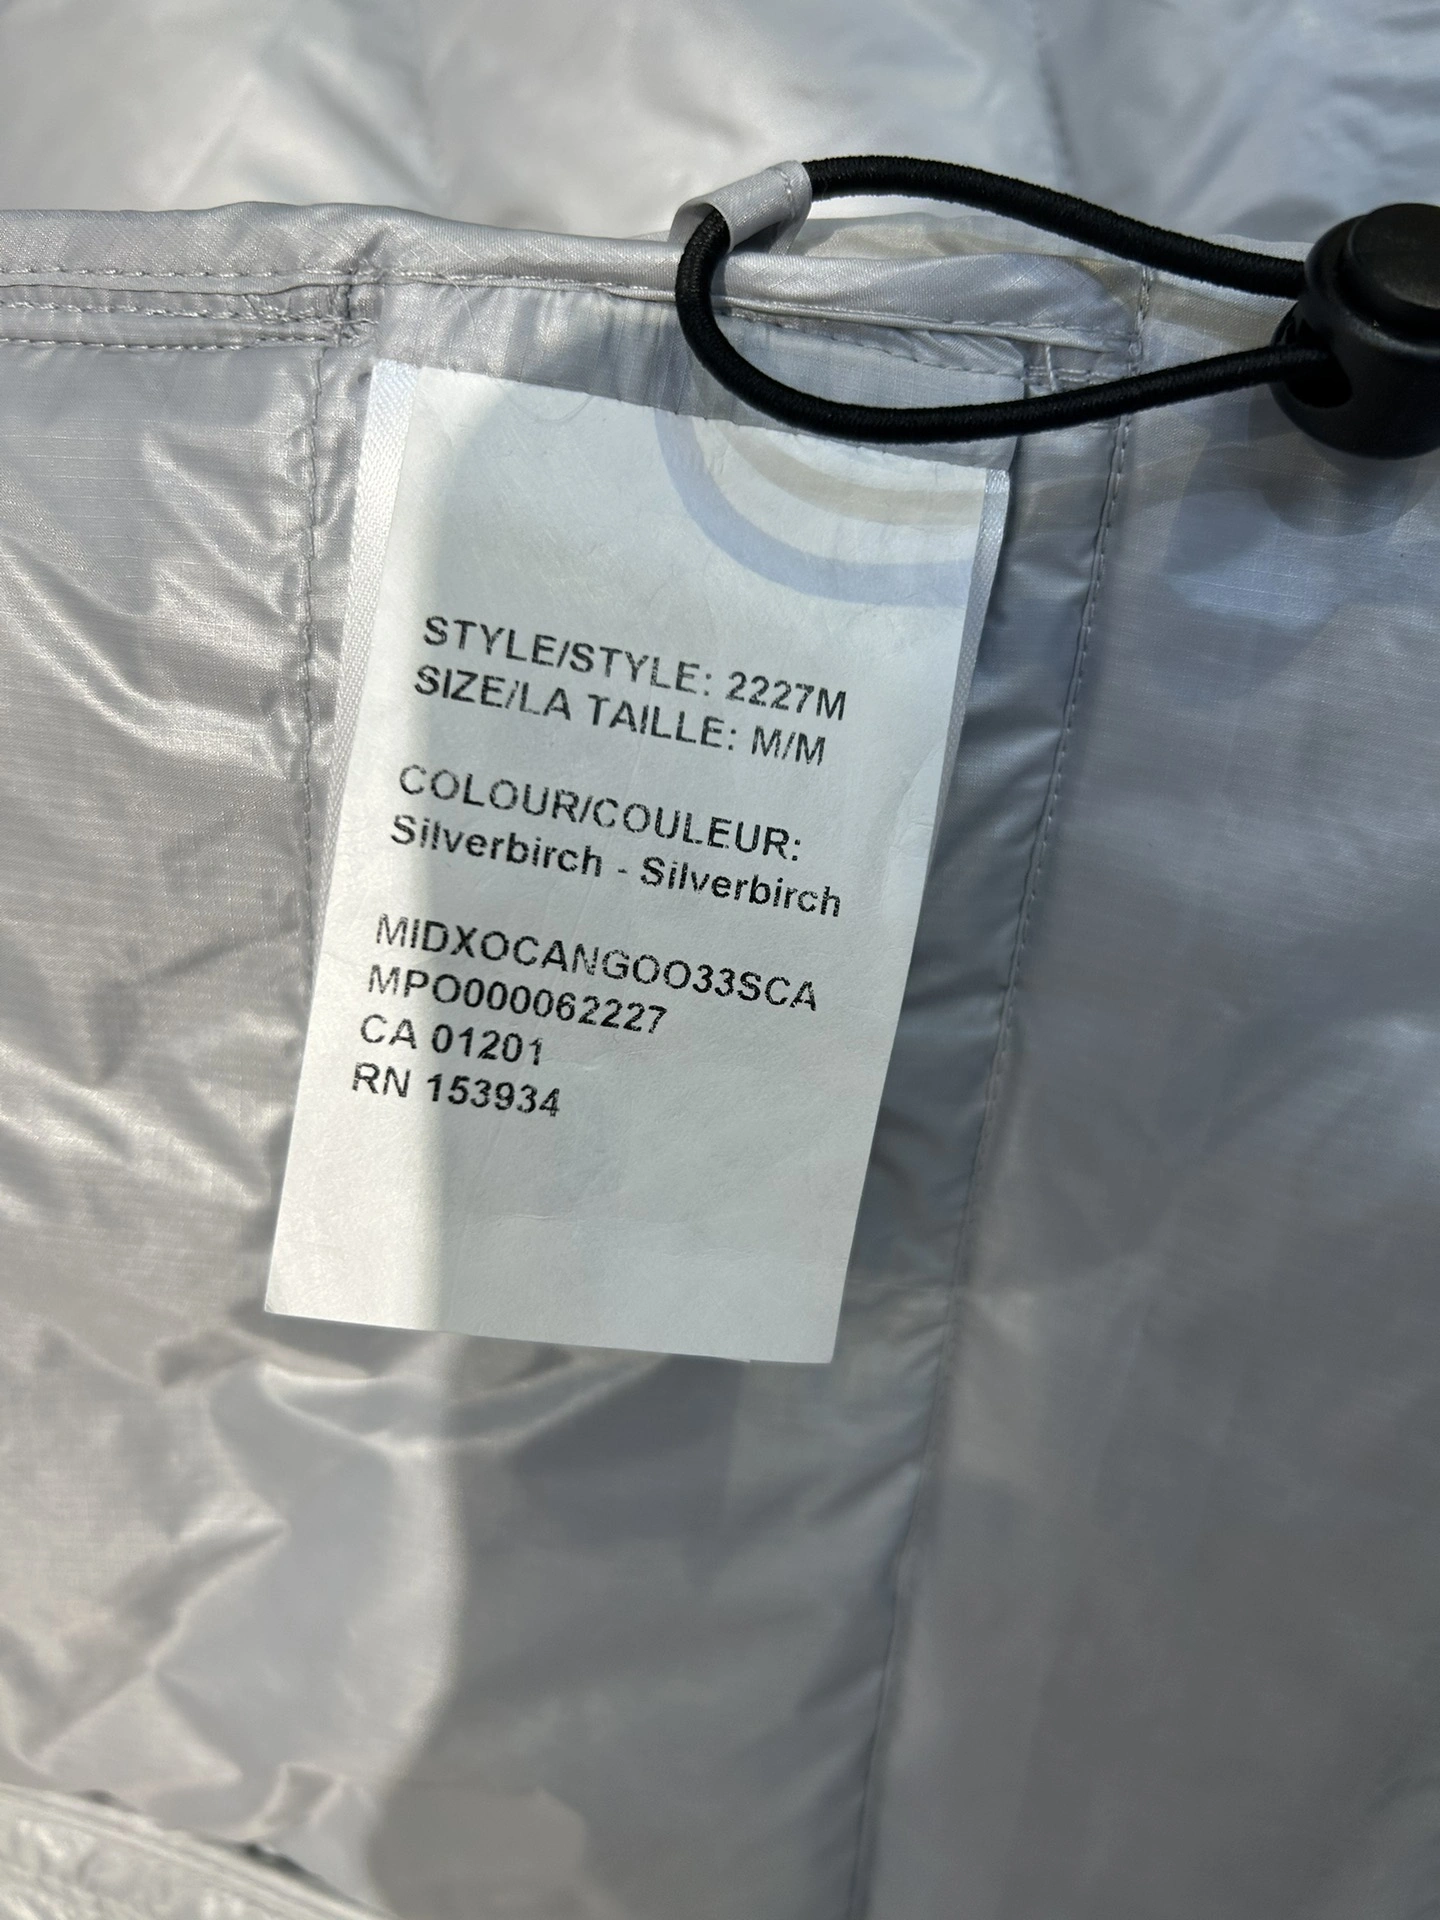 STYLE/STYLE: 2227M
SIZE/LA TAILLE: M/M
COLOUR/COULEUR:
Silverbirch - Silverbirch
MIDXOCANGOO33SCA
MPO000062227
CA 01201
RN 153934